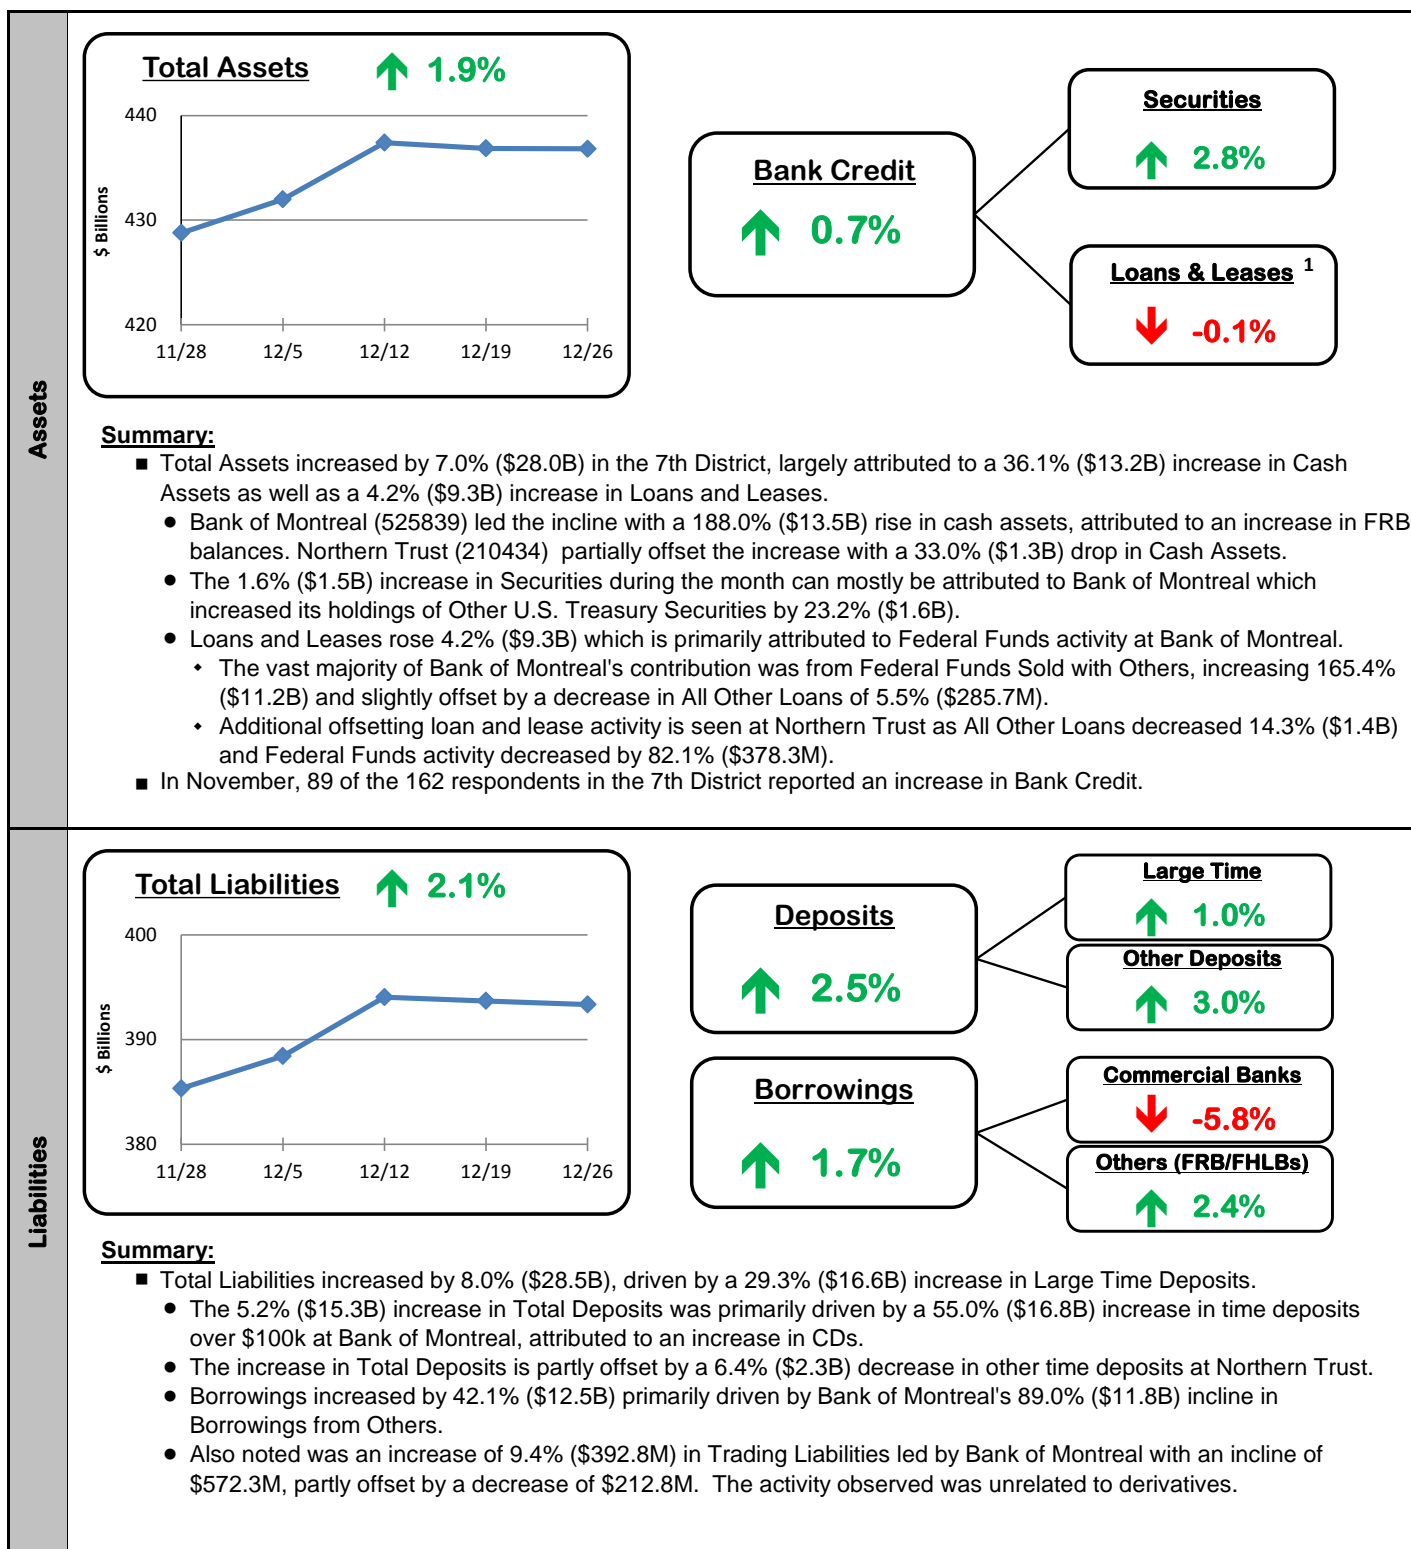 Assets
Total Assets 1.9%
$ Billions
440
430
420
11/28 12/5 12/12 12/19 12/26
Bank Credit
0.7%
Securities
2.8%
Loans & Leases 1
-0.1%
Summary:
■ Total Assets increased by 7.0% ($28.0B) in the 7th District, largely attributed to a 36.1% ($13.2B) increase in Cash
Assets as well as a 4.2% ($9.3B) increase in Loans and Leases.
● Bank of Montreal (525839) led the incline with a 188.0% ($13.5B) rise in cash assets, attributed to an increase in FRB
balances. Northern Trust (210434) partially offset the increase with a 33.0% ($1.3B) drop in Cash Assets.
● The 1.6% ($1.5B) increase in Securities during the month can mostly be attributed to Bank of Montreal which
increased its holdings of Other U.S. Treasury Securities by 23.2% ($1.6B).
● Loans and Leases rose 4.2% ($9.3B) which is primarily attributed to Federal Funds activity at Bank of Montreal.
◆ The vast majority of Bank of Montreal's contribution was from Federal Funds Sold with Others, increasing 165.4%
($11.2B) and slightly offset by a decrease in All Other Loans of 5.5% ($285.7M).
◆ Additional offsetting loan and lease activity is seen at Northern Trust as All Other Loans decreased 14.3% ($1.4B)
and Federal Funds activity decreased by 82.1% ($378.3M).
■ In November, 89 of the 162 respondents in the 7th District reported an increase in Bank Credit.
Liabilities
Total Liabilities 2.1%
$ Billions
400
390
380
11/28 12/5 12/12 12/19 12/26
Deposits
2.5%
Large Time
1.0%
Other Deposits
3.0%
Borrowings
1.7%
Commercial Banks
-5.8%
Others (FRB/FHLBs)
2.4%
Summary:
■ Total Liabilities increased by 8.0% ($28.5B), driven by a 29.3% ($16.6B) increase in Large Time Deposits.
● The 5.2% ($15.3B) increase in Total Deposits was primarily driven by a 55.0% ($16.8B) increase in time deposits
over $100k at Bank of Montreal, attributed to an increase in CDs.
● The increase in Total Deposits is partly offset by a 6.4% ($2.3B) decrease in other time deposits at Northern Trust.
● Borrowings increased by 42.1% ($12.5B) primarily driven by Bank of Montreal's 89.0% ($11.8B) incline in
Borrowings from Others.
● Also noted was an increase of 9.4% ($392.8M) in Trading Liabilities led by Bank of Montreal with an incline of
$572.3M, partly offset by a decrease of $212.8M. The activity observed was unrelated to derivatives.